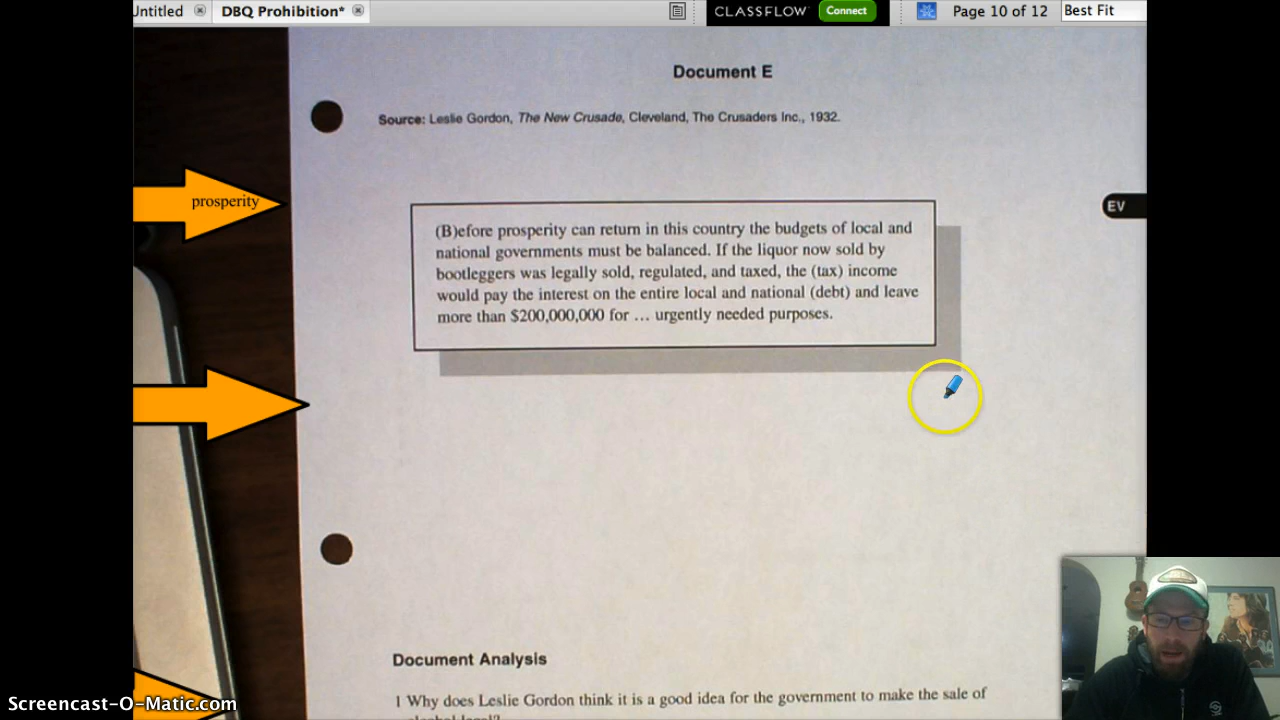 Untitled
DBQ Prohibition*
CLASSFLOW
Connect
Page 10 of 12
Best Fit
Document E
Source: Leslie Gordon, The New Crusade, Cleveland, The Crusaders Inc., 1932.
prosperity
EV
(B)efore prosperity can return in this country the budgets of local and
national governments must be balanced. If the liquor now sold by
bootleggers was legally sold, regulated, and taxed, the (tax) income
would pay the interest on the entire local and national (debt) and leave
more than $200,000,000 for ... urgently needed purposes.
Document Analysis
1 Why does Leslie Gordon think it is a good idea for the government to make the sale of
alcohol legal?
Screencast-O-Matic.com